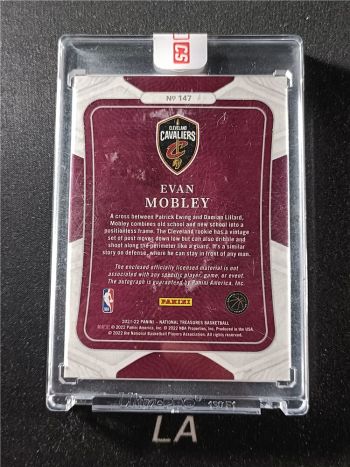 CS
Nº 147
CLEVELAND
CAVALIERS
C
EVAN
MOBLEY
A cross between Patrick Ewing and Damian Lillard,
Mobley combines old school and new school into a
positionless frame. The Cleveland rookie has a vintage
set of post moves down low but can also dribble and
shoot along the perimeter like a guard. It's a similar
story on defense, where he can stay in front of any man.
The enclosed officially licensed material is not
associated with any specific player, game, or event.
The autograph is guaranteed by Panini America, Inc.
NBA
PANINI
2021-22 PANINI - NATIONAL TREASURES BASKETBALL
© 2022 Panini America, Inc. © 2022 NBA Properties, Inc. Produced in the USA.
© 2022 the National Basketball Players Association. All rights reserved.
LA